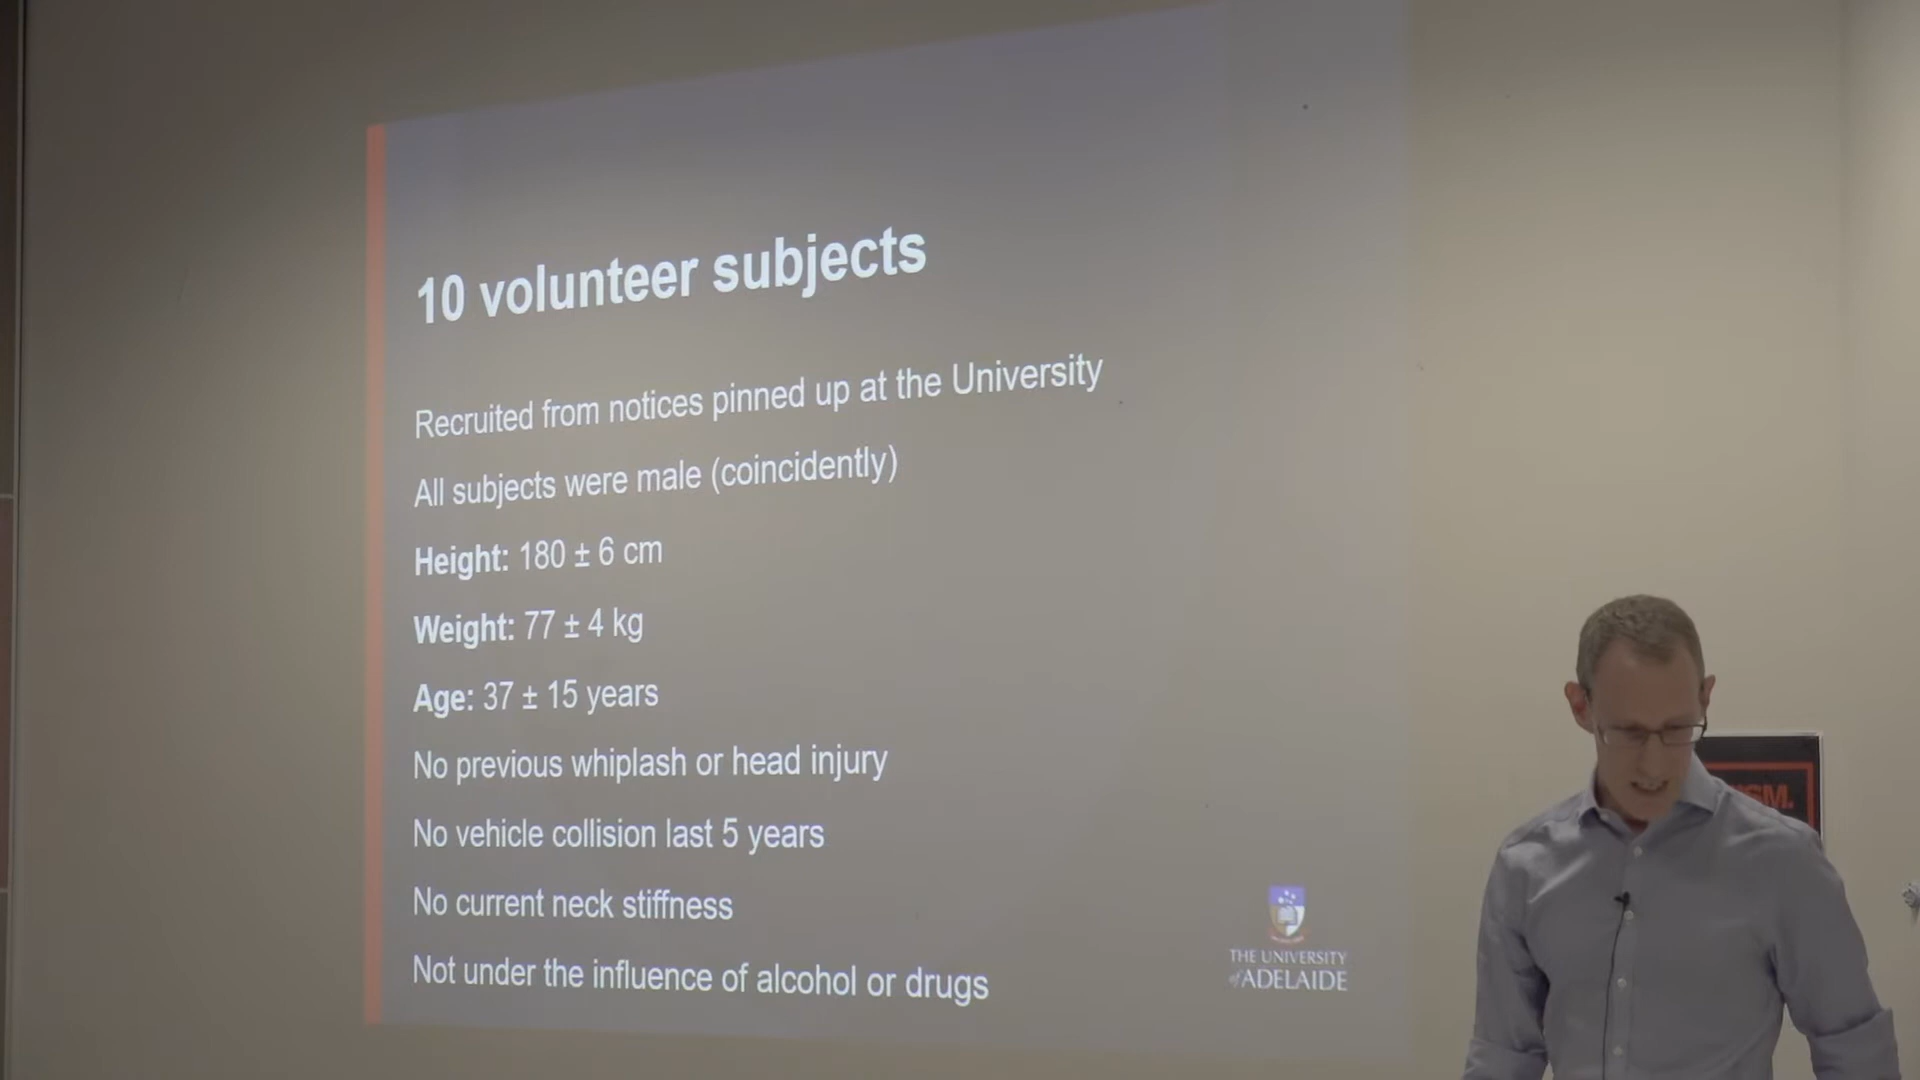 10 volunteer subjects
Recruited from notices pinned up at the University
All subjects were male (coincidently)
Height: 180 ± 6 cm
Weight: 77 ± 4 kg
Age: 37 ± 15 years
No previous whiplash or head injury
No vehicle collision last 5 years
No current neck stiffness
Not under the influence of alcohol or drugs
THE UNIVERSITY
of ADELAIDE